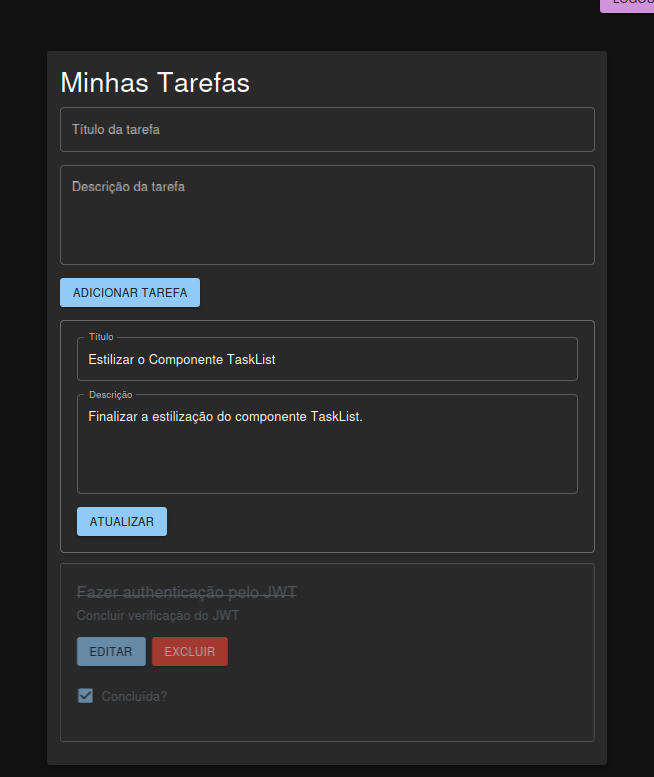 Minhas Tarefas
Título da tarefa
Descrição da tarefa
ADICIONAR TAREFA
Título
Estilizar o Componente TaskList
Descrição
Finalizar a estilização do componente TaskList.
ATUALIZAR
Fazer authenticação pelo JWT
Concluir verificação do JWT
EDITAR EXCLUIR
Concluída?